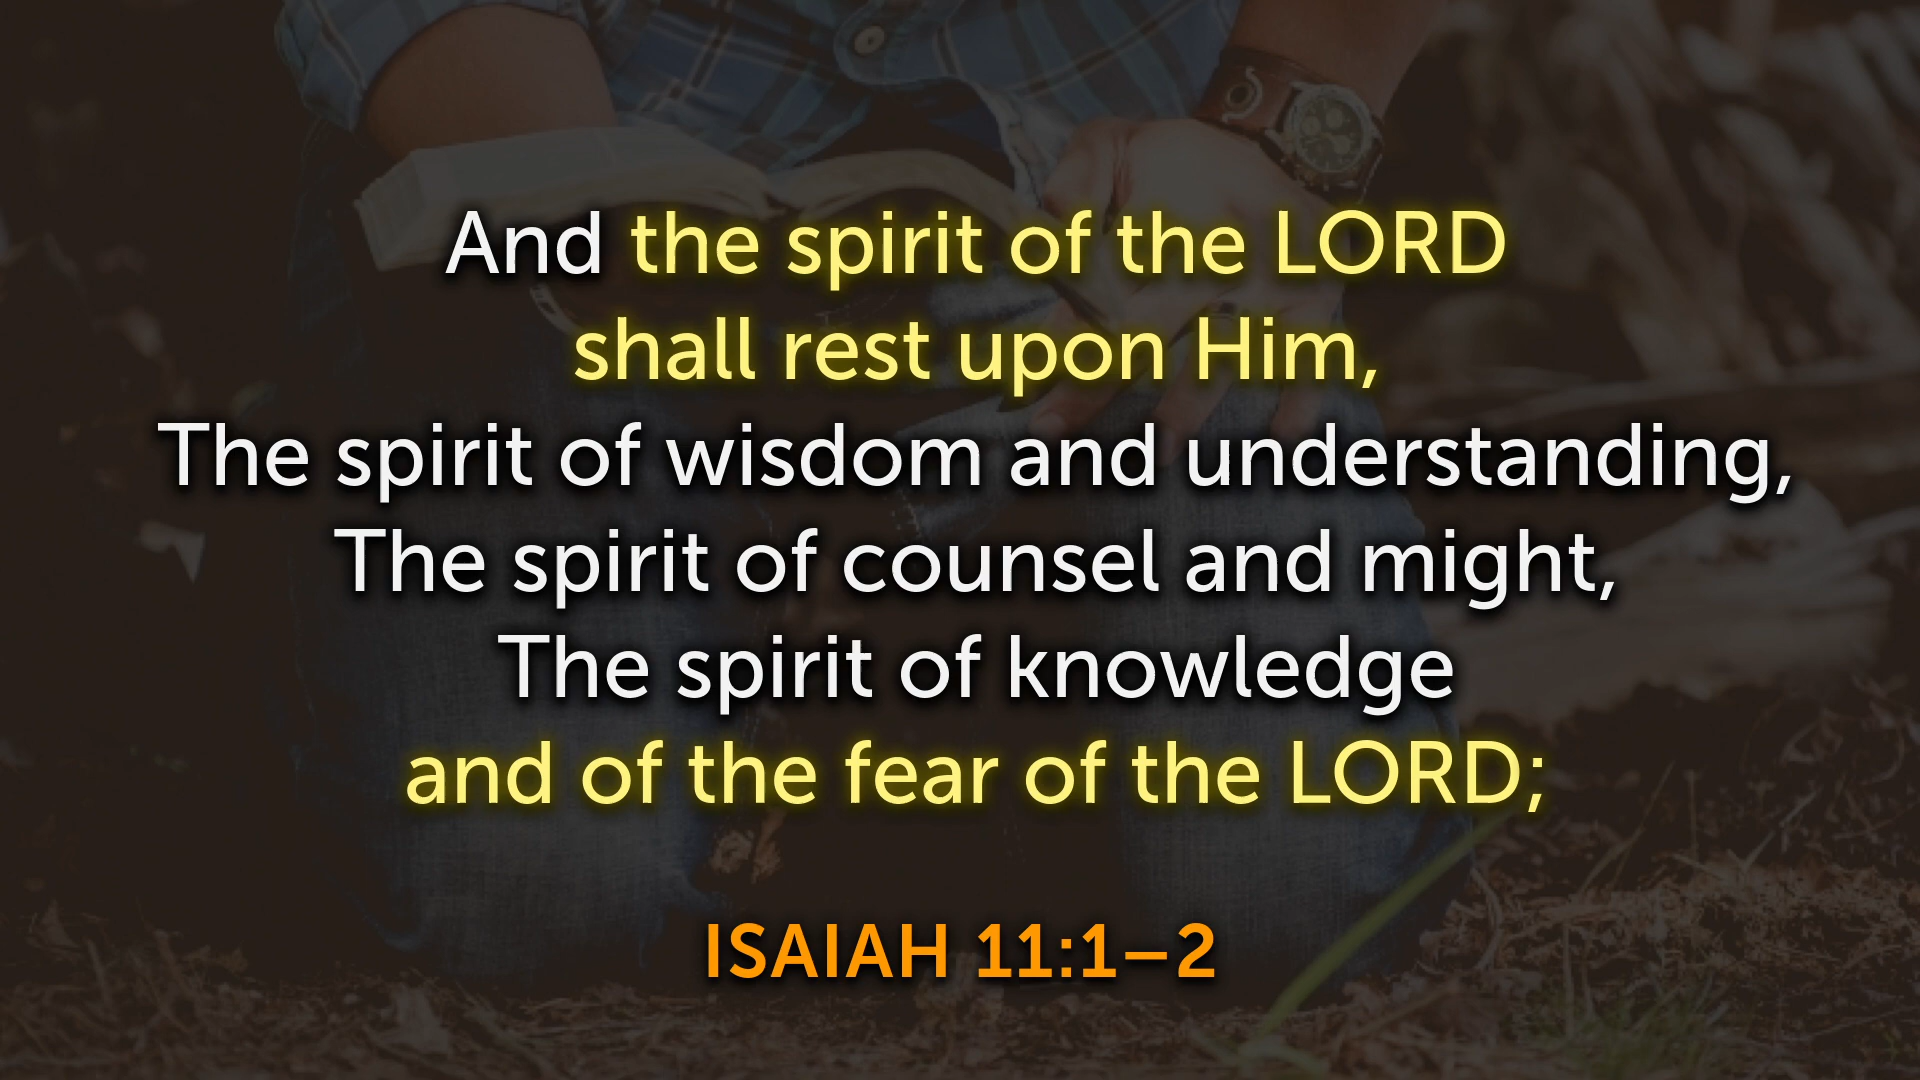 And the spirit of the LORD
shall rest upon Him,
The spirit of wisdom and understanding,
The spirit of counsel and might,
The spirit of knowledge
and of the fear of the LORD;
ISAIAH 11:1–2